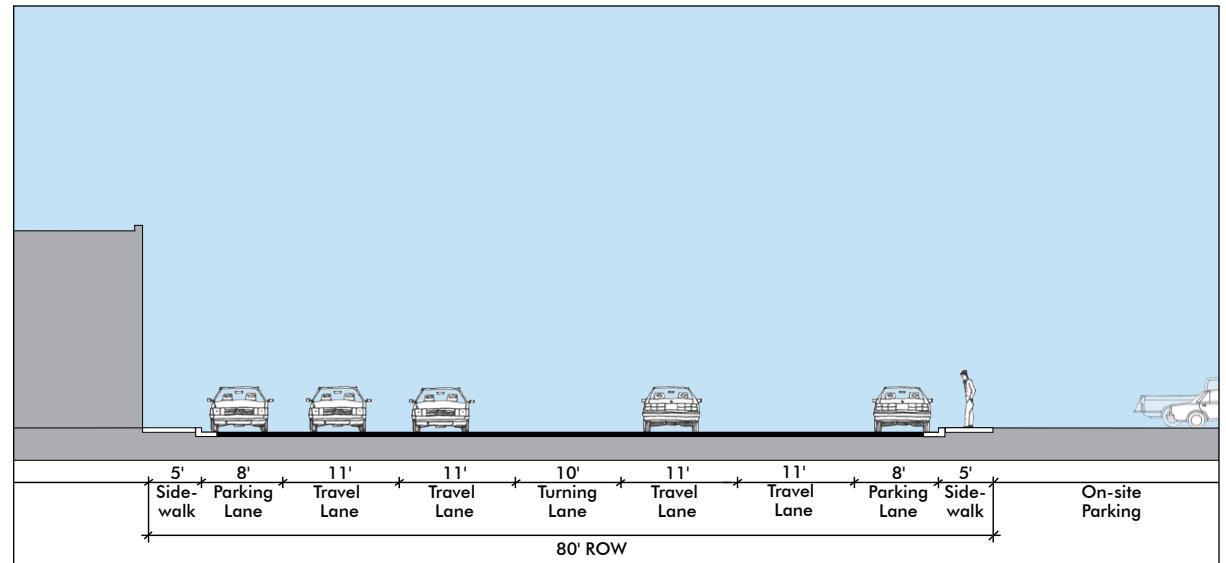 5' 8' 11' 11' 10' 11' 11' 8' 5'
Side- Parking Travel Travel Turning Travel Travel Parking Side- On-site
walk Lane Lane Lane Lane Lane Lane Lane walk Parking
80' ROW